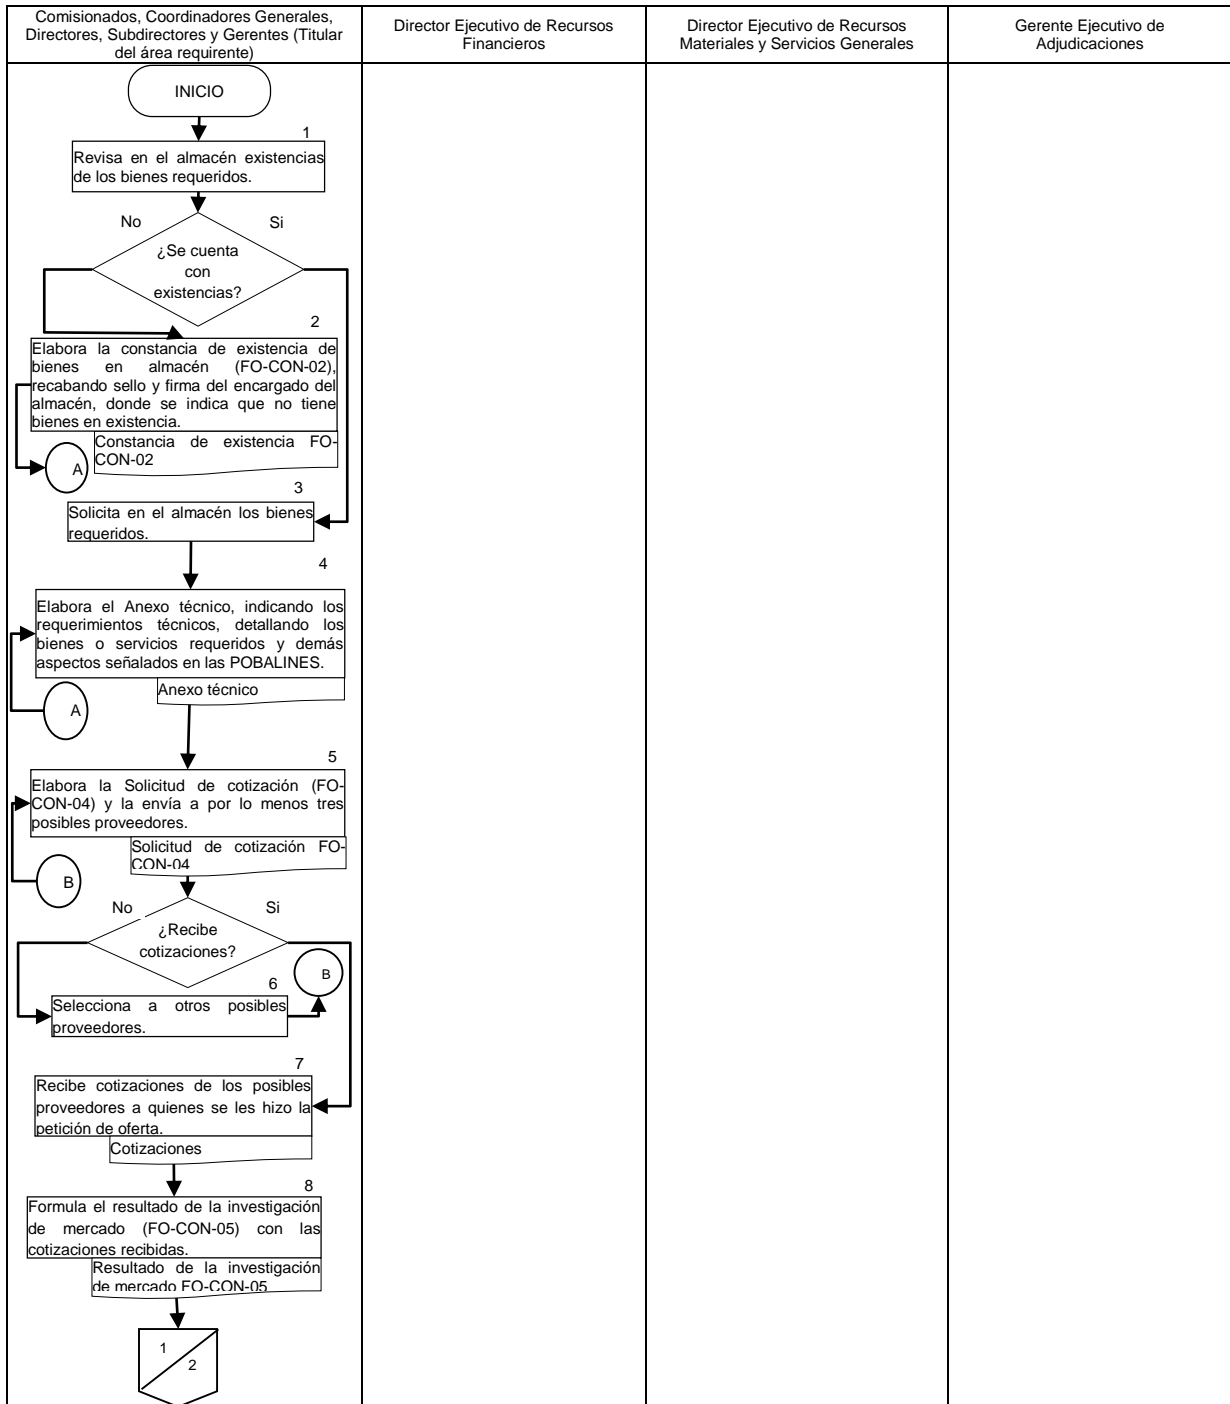 Comisionados, Coordinadores Generales,
Directores, Subdirectores y Gerentes (Titular
del área requirente)
Director Ejecutivo de Recursos
Financieros
Director Ejecutivo de Recursos
Materiales y Servicios Generales
Gerente Ejecutivo de
Adjudicaciones
INICIO
1
Revisa en el almacén existencias
de los bienes requeridos.
No
Si
¿Se cuenta
con
existencias?
2
Elabora la constancia de existencia de
bienes en almacén (FO-CON-02),
recabando sello y firma del encargado del
almacén, donde se indica que no tiene
bienes en existencia.
Constancia de existencia FO-
CON-02
A
3
Solicita en el almacén los bienes
requeridos.
4
Elabora el Anexo técnico, indicando los
requerimientos técnicos, detallando los
bienes o servicios requeridos y demás
aspectos señalados en las POBALINES.
Anexo técnico
A
5
Elabora la Solicitud de cotización (FO-
CON-04) y la envía a por lo menos tres
posibles proveedores.
Solicitud de cotización FO-
CON-04
B
No
Si
¿Recibe
cotizaciones?
B
6
Selecciona a otros posibles
proveedores.
7
Recibe cotizaciones de los posibles
proveedores a quienes se les hizo la
petición de oferta.
Cotizaciones
8
Formula el resultado de la investigación
de mercado (FO-CON-05) con las
cotizaciones recibidas.
Resultado de la investigación
de mercado FO-CON-05
1
2